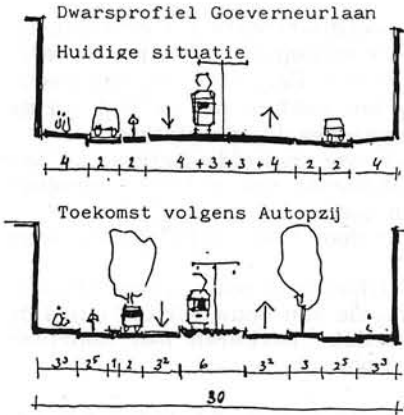 Dwarsprofiel Goeverneurlaan
Huidige situatie
4 2 2 4 + 3 + 3 + 4 2 2 4
Toekomst volgens Autopzij
3³ 2⁵ 1 2 3² 6 3² 3 2⁵ 3³
30